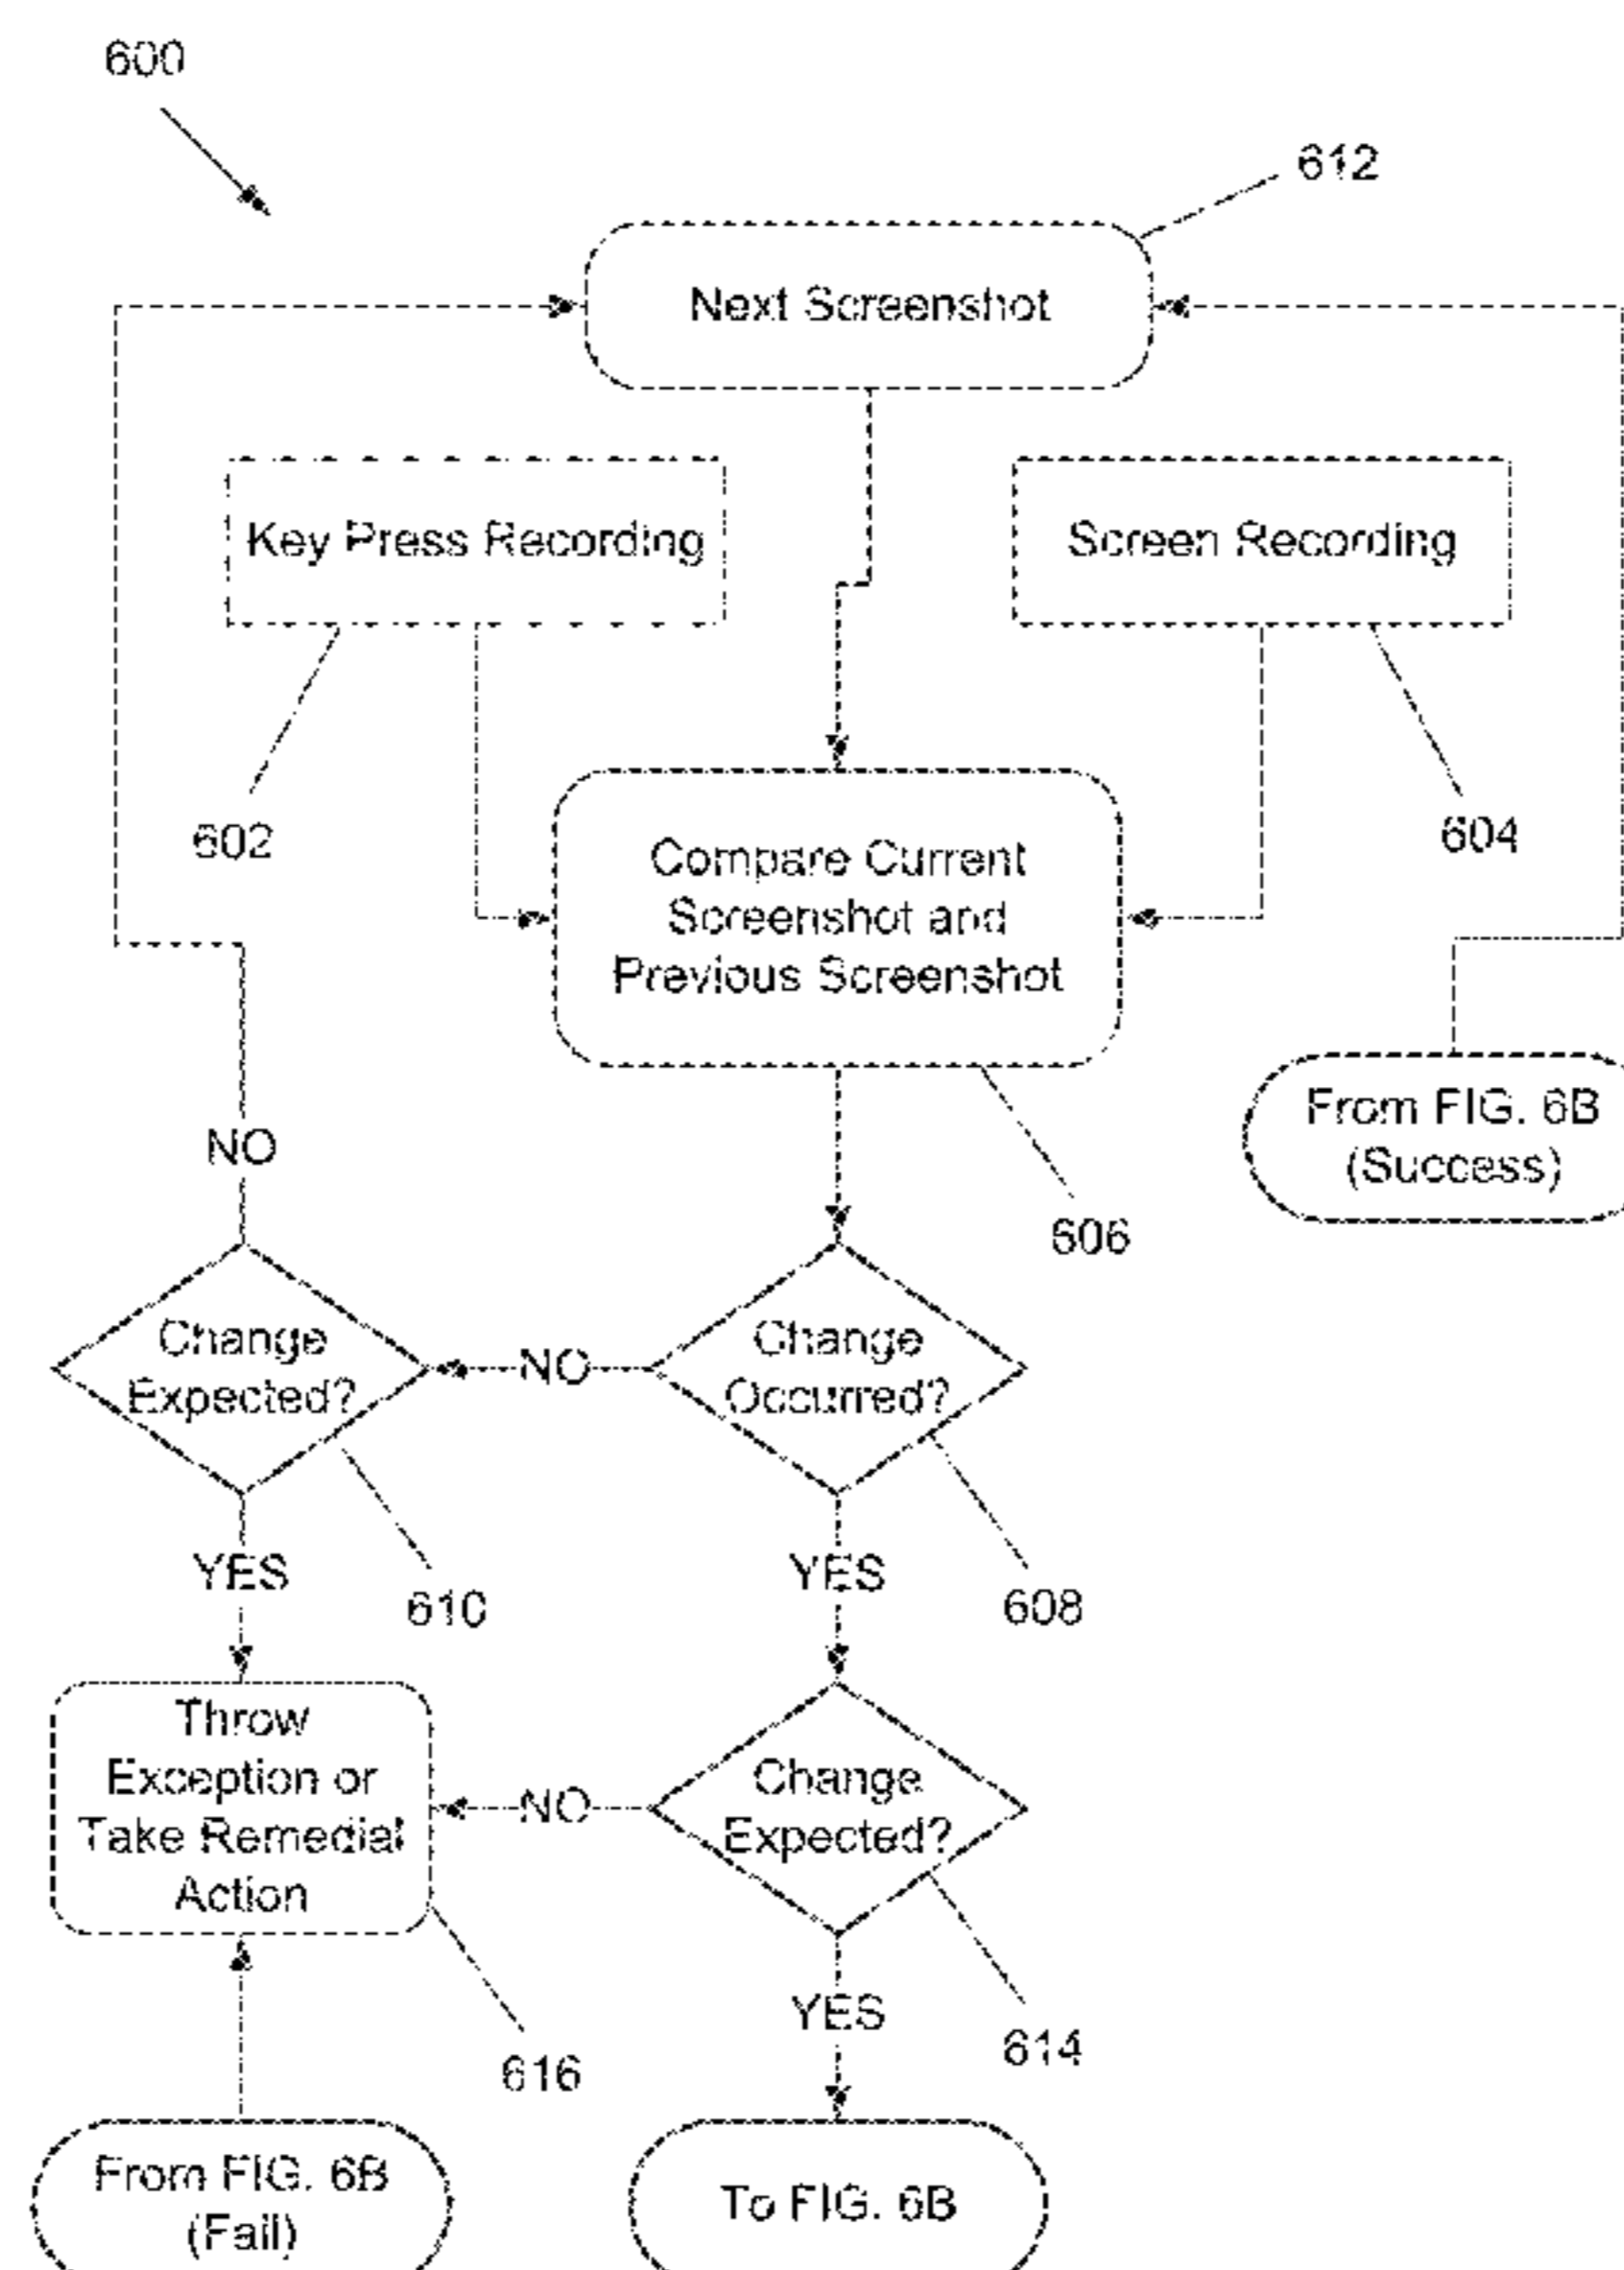 600
612
Next Screenshot
Key Press Recording
Screen Recording
602
604
Compare Current
Screenshot and
Previous Screenshot
From FIG. 6B
(Success)
NO
606
Change
Expected?
NO
Change
Occurred?
YES
610
YES
608
Throw
Exception or
Take Remedial
Action
NO
Change
Expected?
616
YES
614
From FIG. 6B
(Fail)
To FIG. 6B